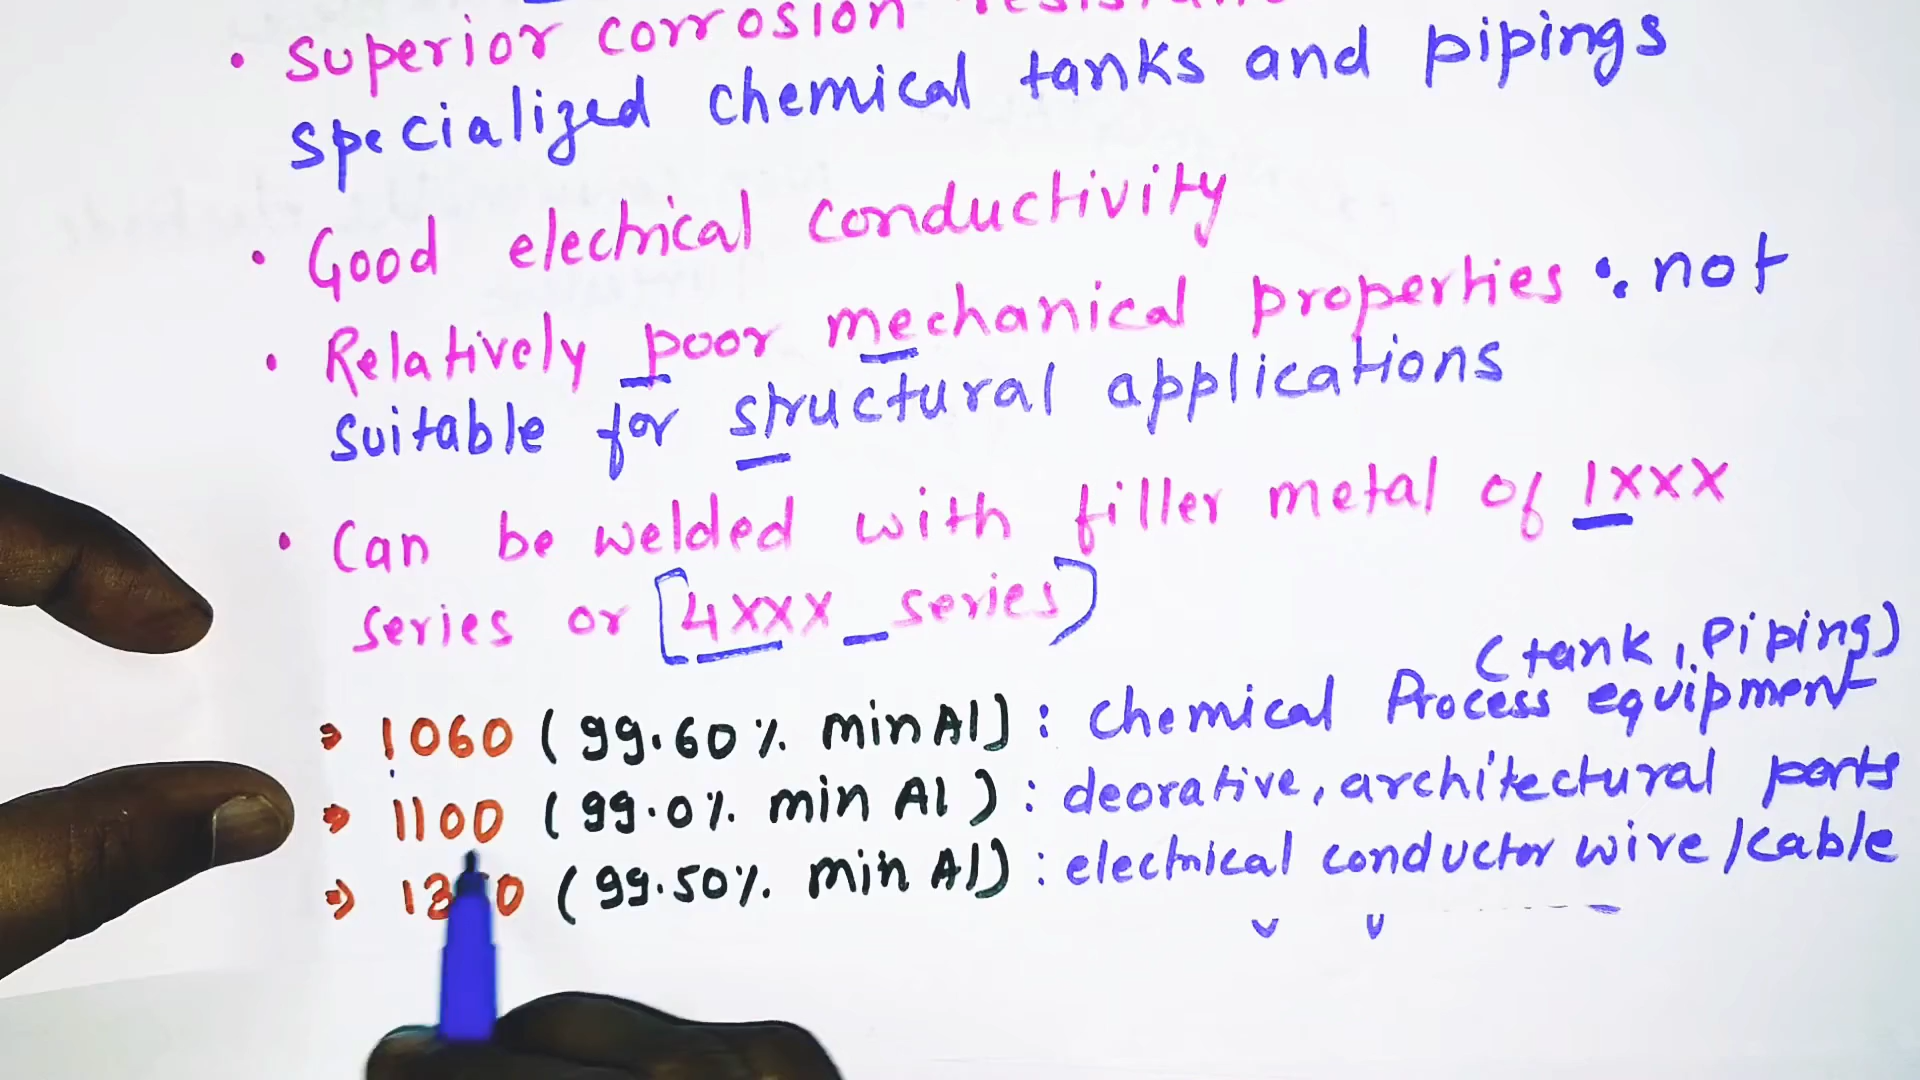 • Superior corrosion
specialized chemical tanks and pipings
• Good electrical conductivity
• Relatively poor mechanical properties : not
suitable for structural applications
• Can be welded with filler metal of 1XXX
series or [4XXX _ series)
(tank, Piping)
⇒ 1060 (99.60% min Al) : Chemical Process equipment
⇒ 1100 (99.0% min Al) : deorative, architectural parts
⇒ (99.50% min Al) : electrical conductor wire/cable